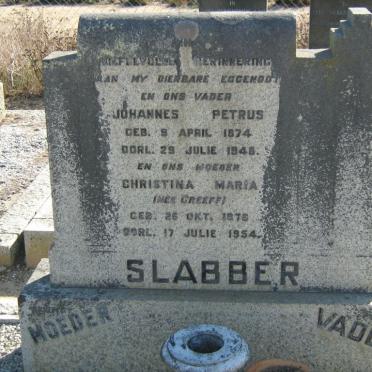 LIEFDEVOLLE HERINNERING
AAN MY DIERBARE EGGENOOT
EN ONS VADER
JOHANNES PETRUS
GEB. 9 APRIL 1874
OORL. 29 JULIE 1948.
EN ONS MOEDER
CHRISTINA MARIA
(NEE GREEFF)
GEB. 26 OKT. 1878
OORL. 17 JULIE 1954.
SLABBER
MOEDER
VADE